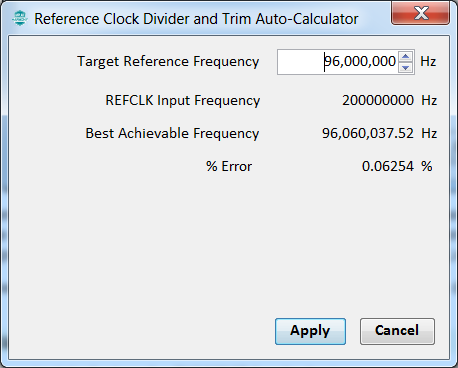 Reference Clock Divider and Trim Auto-Calculator
Target Reference Frequency 96,000,000 Hz
REFCLK Input Frequency 200000000 Hz
Best Achievable Frequency 96,060,037.52 Hz
% Error 0.06254 %
Apply Cancel